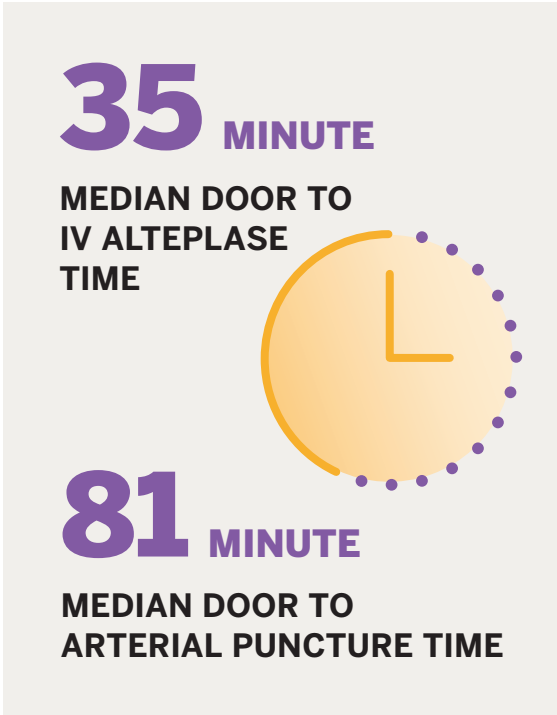 35 MINUTE
MEDIAN DOOR TO
IV ALTEPLASE
TIME
81 MINUTE
MEDIAN DOOR TO
ARTERIAL PUNCTURE TIME